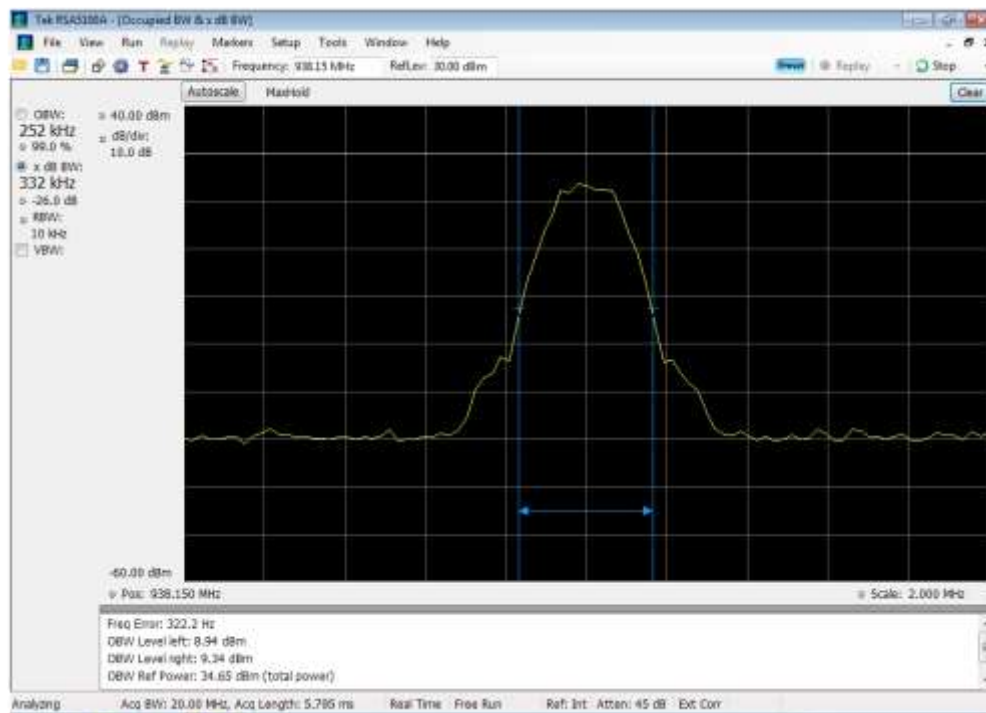 Tek RSA5100A - [Occupied BW & x dB BW]
File View Run Replay Markers Setup Tools Window Help
Frequency: 938.15 MHz RefLev: 30.00 dBm Preset Replay Stop
Autoscale MaxHold Clear
OBW:
252 kHz
99.0 %
x dB BW:
332 kHz
-26.0 dB
RBW:
10 kHz
VBW:
40.00 dBm
dB/div:
10.0 dB
-60.00 dBm
Pos: 938.150 MHz Scale: 2.000 MHz
Freq Error: 322.2 Hz
OBW Level left: 8.94 dBm
OBW Level right: 9.34 dBm
OBW Ref Power: 34.65 dBm (total power)
Analyzing Acq BW: 20.00 MHz, Acq Length: 5.785 ms Real Time Free Run Ref: Int Atten: 45 dB Ext Corr